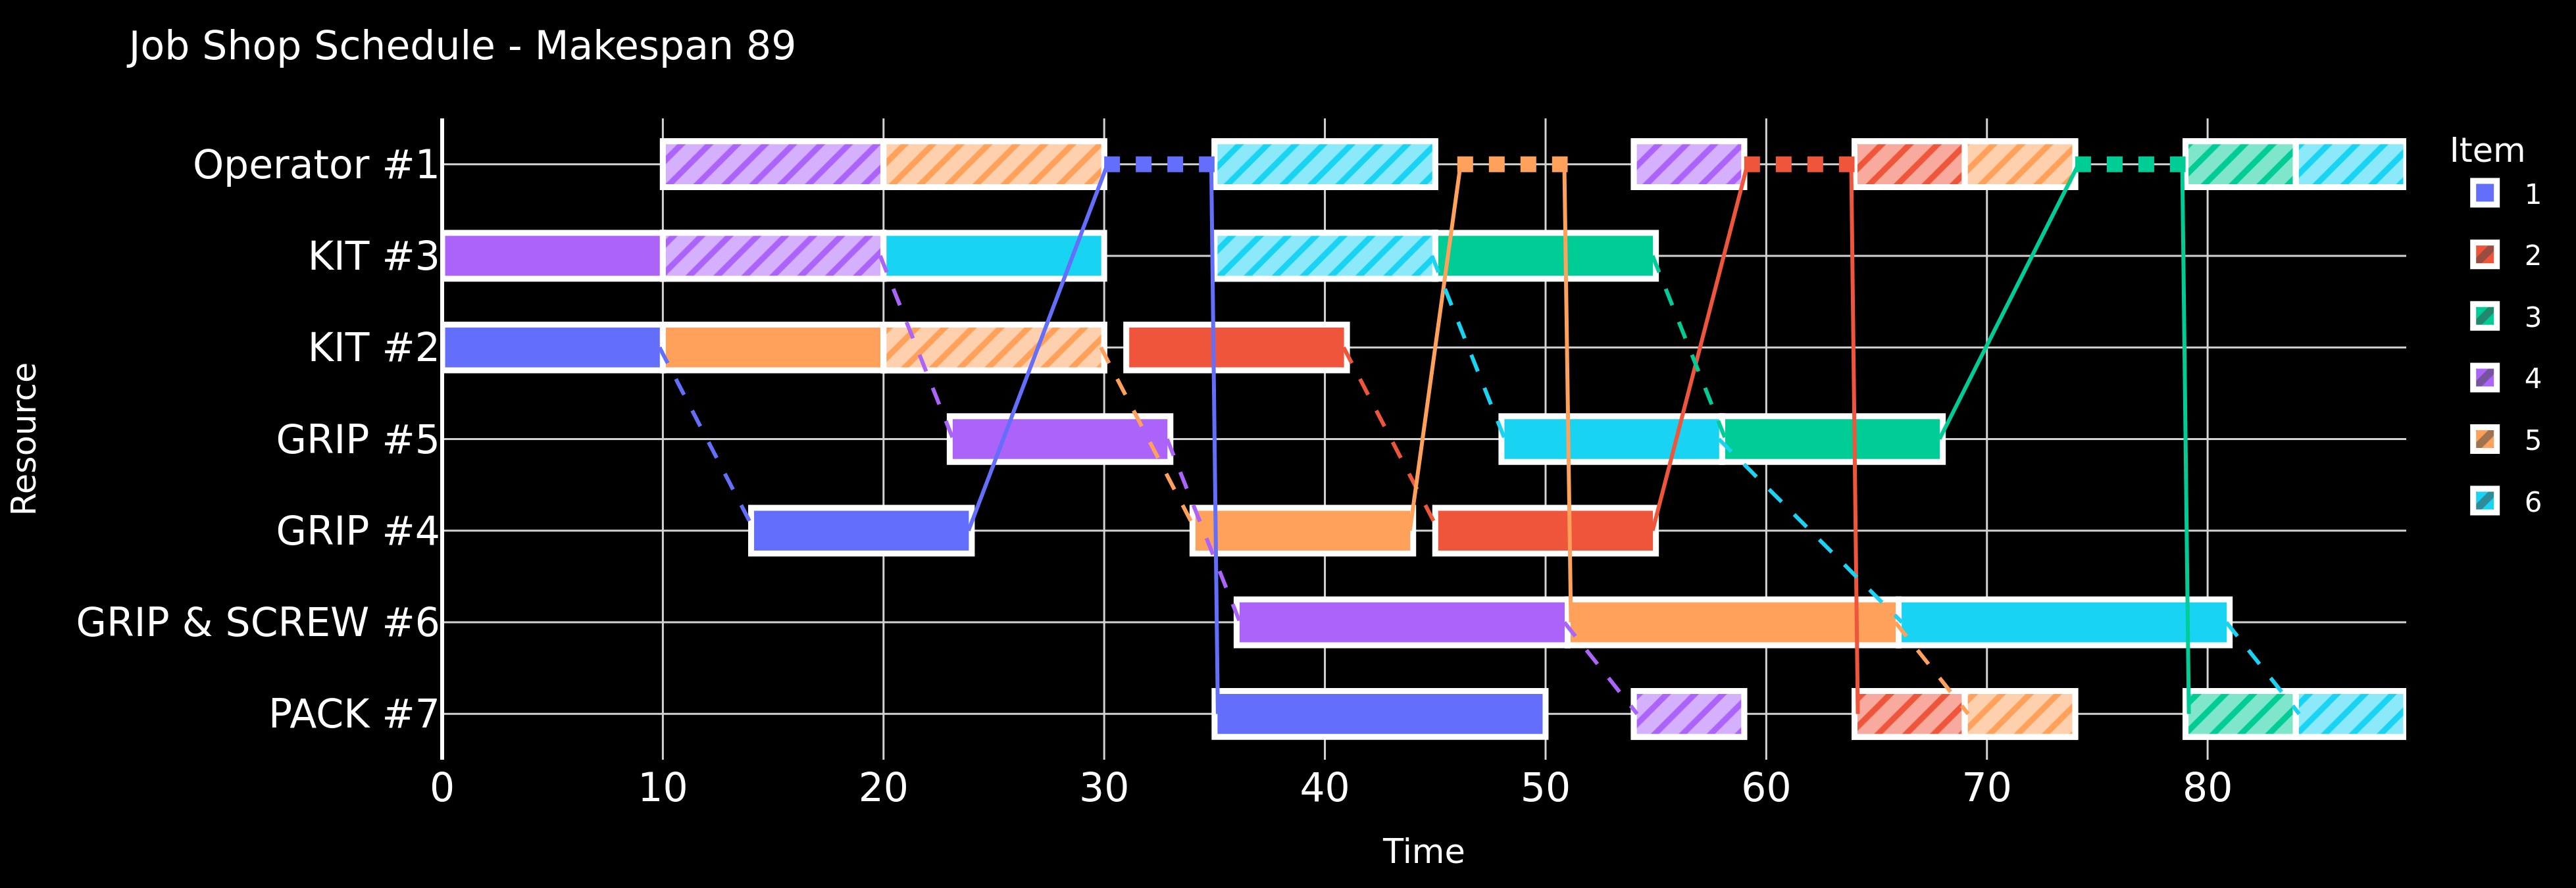 Job Shop Schedule - Makespan 89
Resource
Operator #1
KIT #3
KIT #2
GRIP #5
GRIP #4
GRIP & SCREW #6
PACK #7
0 10 20 30 40 50 60 70 80
Time
Item
1
2
3
4
5
6